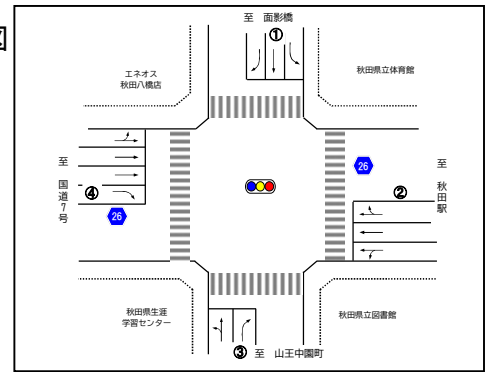 図
至 面影橋
①
エネオス
秋田八橋店
秋田県立体育館
26
至 国道7号
④
26
②
至 秋田駅
秋田県生涯
学習センター
秋田県立図書館
③ 至 山王中園町